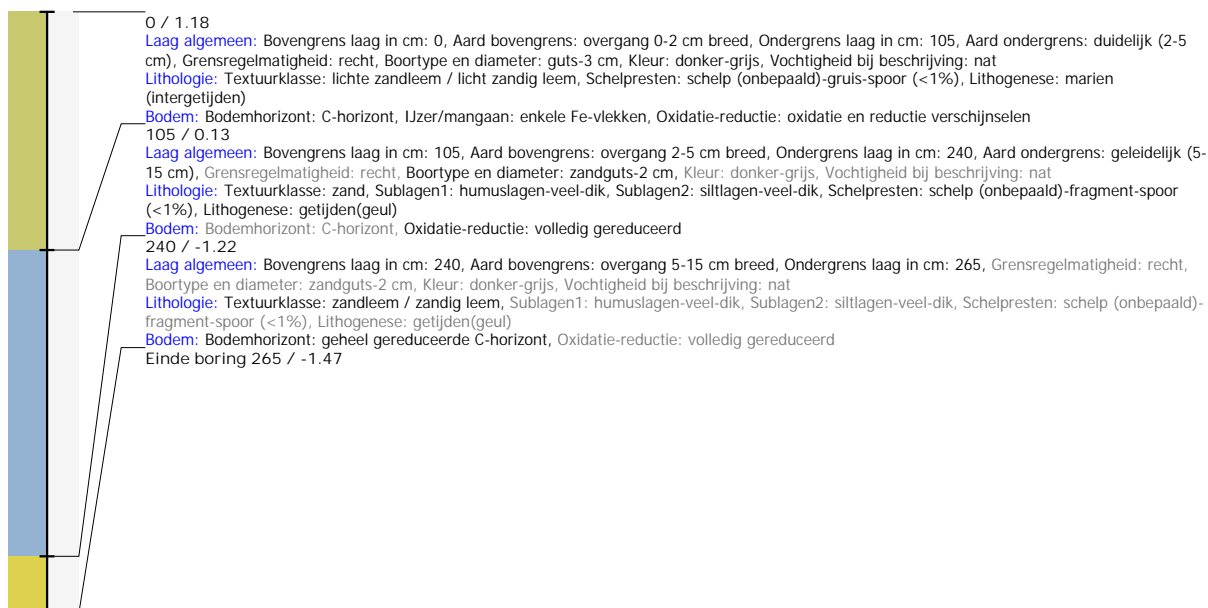 0 / 1.18
Laag algemeen: Bovengrens laag in cm: 0, Aard bovengrens: overgang 0-2 cm breed, Ondergrens laag in cm: 105, Aard ondergrens: duidelijk (2-5
cm), Grensregelmatigheid: recht, Boortype en diameter: guts-3 cm, Kleur: donker-grijs, Vochtigheid bij beschrijving: nat
Lithologie: Textuurklasse: lichte zandleem / licht zandig leem, Schelpresten: schelp (onbepaald)-gruis-spoor (<1%), Lithogenese: marien
(intergetijden)
Bodem: Bodemhorizont: C-horizont, IJzer/mangaan: enkele Fe-vlekken, Oxidatie-reductie: oxidatie en reductie verschijnselen
105 / 0.13
Laag algemeen: Bovengrens laag in cm: 105, Aard bovengrens: overgang 2-5 cm breed, Ondergrens laag in cm: 240, Aard ondergrens: geleidelijk (5-
15 cm), Grensregelmatigheid: recht, Boortype en diameter: zandguts-2 cm, Kleur: donker-grijs, Vochtigheid bij beschrijving: nat
Lithologie: Textuurklasse: zand, Sublagen1: humuslagen-veel-dik, Sublagen2: siltlagen-veel-dik, Schelpresten: schelp (onbepaald)-fragment-spoor
(<1%), Lithogenese: getijden(geul)
Bodem: Bodemhorizont: C-horizont, Oxidatie-reductie: volledig gereduceerd
240 / -1.22
Laag algemeen: Bovengrens laag in cm: 240, Aard bovengrens: overgang 5-15 cm breed, Ondergrens laag in cm: 265, Grensregelmatigheid: recht,
Boortype en diameter: zandguts-2 cm, Kleur: donker-grijs, Vochtigheid bij beschrijving: nat
Lithologie: Textuurklasse: zandleem / zandig leem, Sublagen1: humuslagen-veel-dik, Sublagen2: siltlagen-veel-dik, Schelpresten: schelp (onbepaald)-
fragment-spoor (<1%), Lithogenese: getijden(geul)
Bodem: Bodemhorizont: geheel gereduceerde C-horizont, Oxidatie-reductie: volledig gereduceerd
Einde boring 265 / -1.47